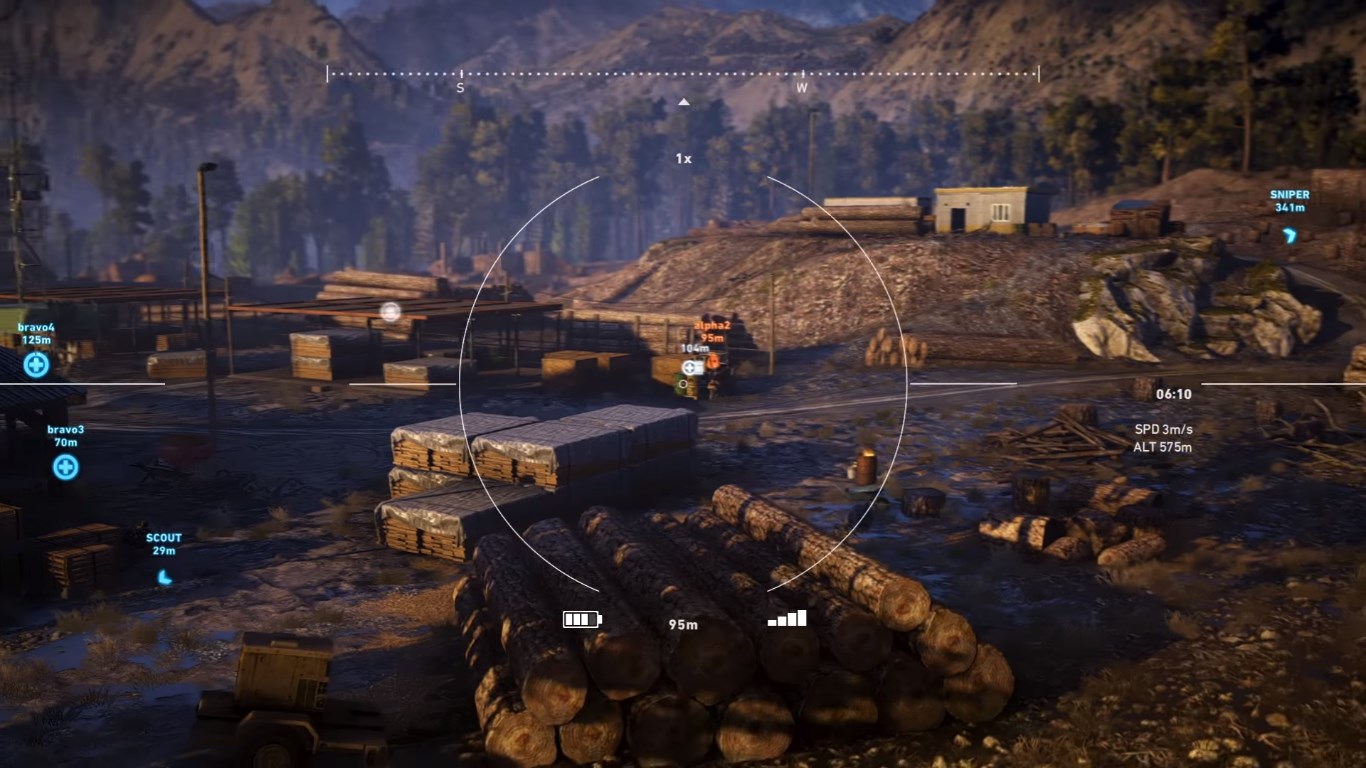 S
W
1x
SNIPER
341m
bravo4
125m
alpha2
95m
104m
06:10
SPD 3m/s
ALT 575m
bravo3
70m
SCOUT
29m
95m